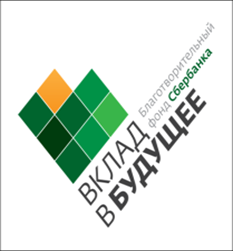 Благотворительный
фонд Сбербанка
ВКЛАД
В БУДУЩЕЕ